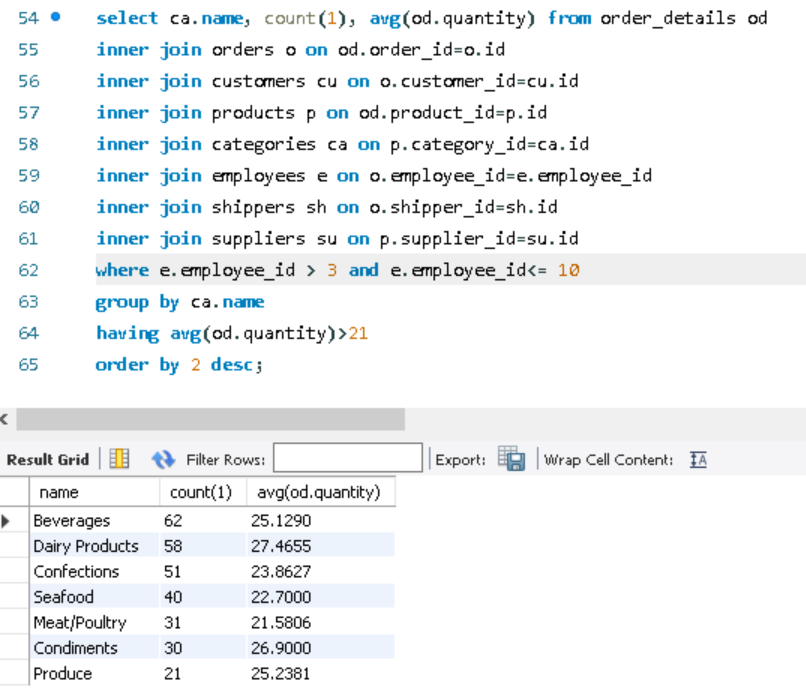 54 select ca.name, count(1), avg(od.quantity) from order_details od
55 inner join orders o on od.order_id=o.id
56 inner join customers cu on o.customer_id=cu.id
57 inner join products p on od.product_id=p.id
58 inner join categories ca on p.category_id=ca.id
59 inner join employees e on o.employee_id=e.employee_id
60 inner join shippers sh on o.shipper_id=sh.id
61 inner join suppliers su on p.supplier_id=su.id
62 where e.employee_id > 3 and e.employee_id<= 10
63 group by ca.name
64 having avg(od.quantity)>21
65 order by 2 desc;
Result Grid Filter Rows: Export: Wrap Cell Content: IA
name count(1) avg(od.quantity)
Beverages 62 25.1290
Dairy Products 58 27.4655
Confections 51 23.8627
Seafood 40 22.7000
Meat/Poultry 31 21.5806
Condiments 30 26.9000
Produce 21 25.2381